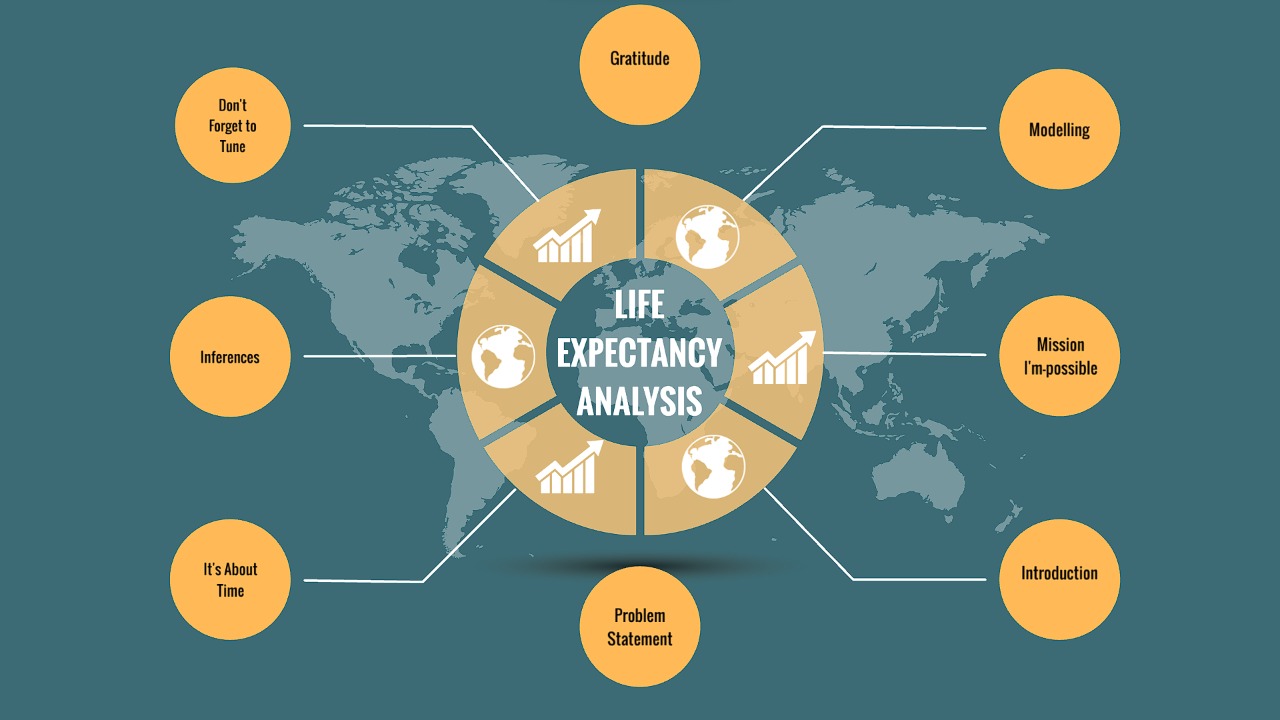 Gratitude
Don't
Forget to
Tune
Modelling
LIFE
EXPECTANCY
ANALYSIS
Inferences
Mission
I'm-possible
It's About
Time
Introduction
Problem
Statement